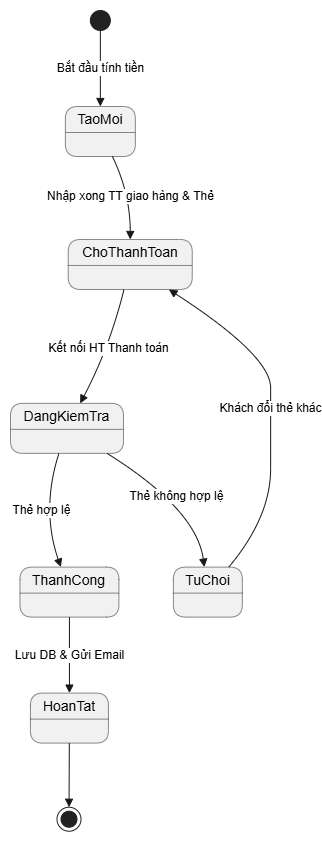 Bắt đầu tính tiền
TaoMoi
Nhập xong TT giao hàng & Thẻ
ChoThanhToan
Kết nối HT Thanh toán
Khách đổi thẻ khác
DangKiemTra
Thẻ hợp lệ
Thẻ không hợp lệ
ThanhCong
TuChoi
Lưu DB & Gửi Email
HoanTat